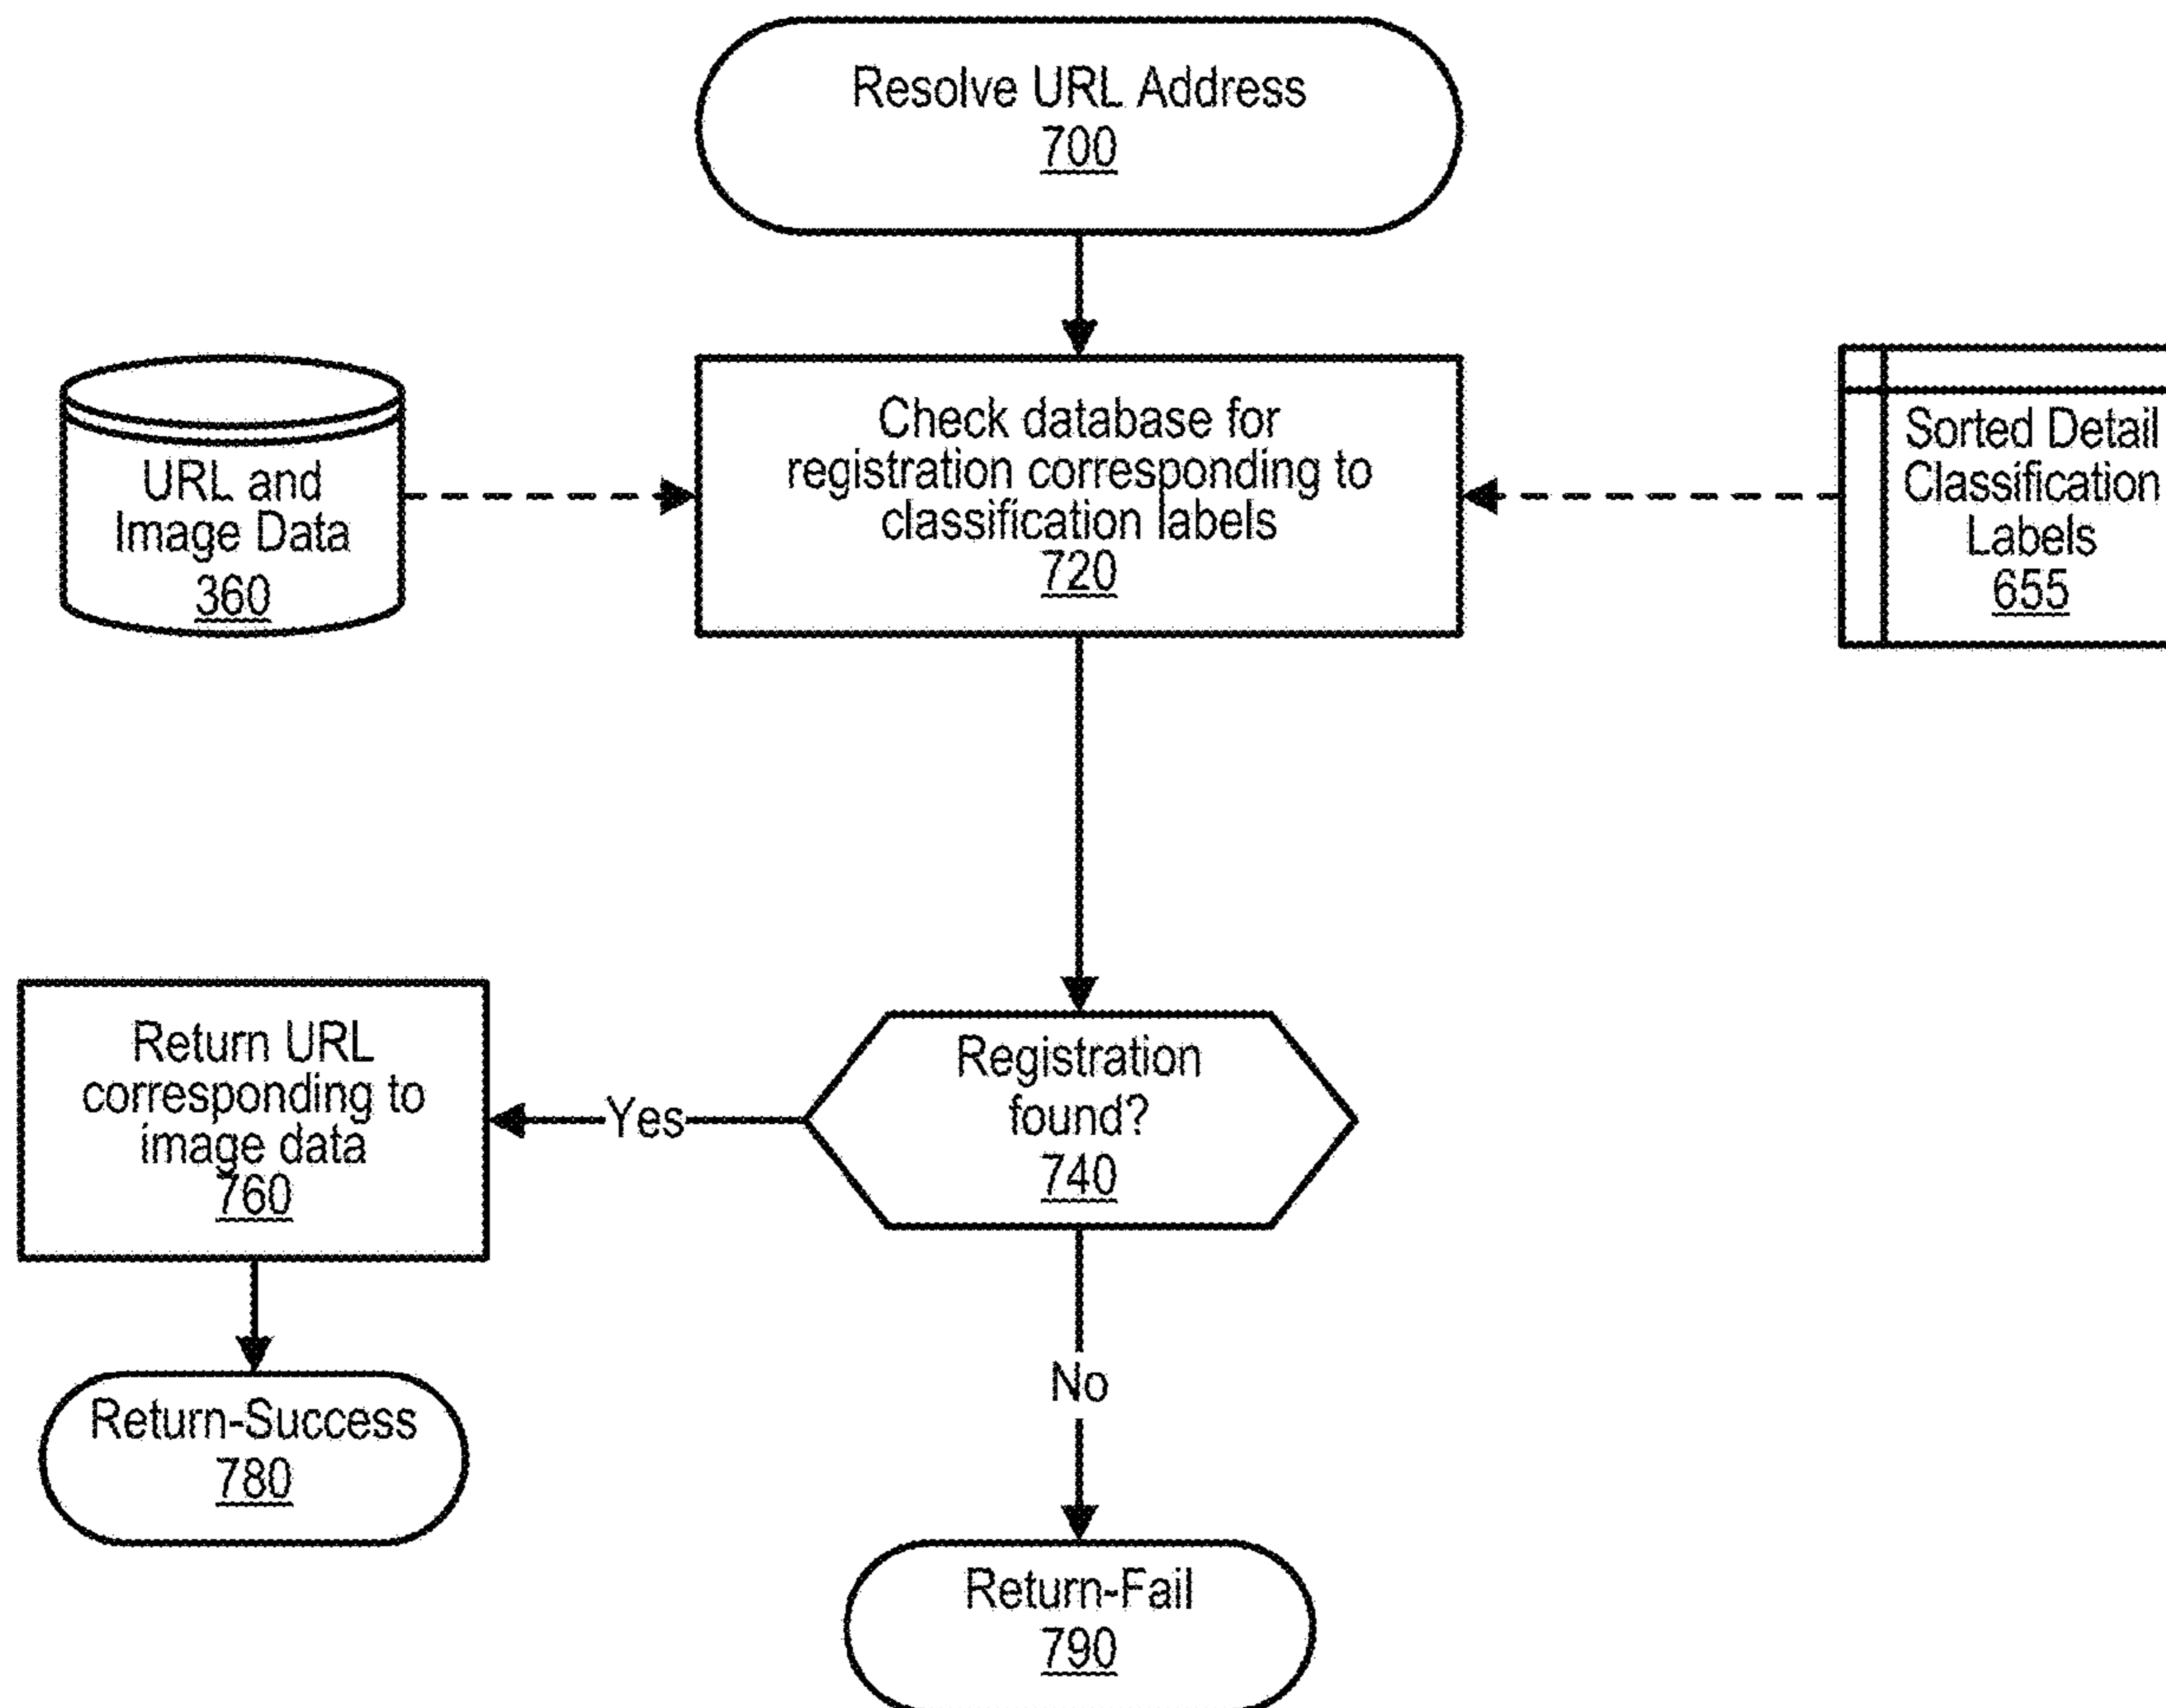 Resolve URL Address
700
URL and
Image Data
360
Check database for
registration corresponding to
classification labels
720
Sorted Detail
Classification
Labels
655
Return URL
corresponding to
image data
760
Yes
Registration
found?
740
No
Return-Success
780
Return-Fail
790